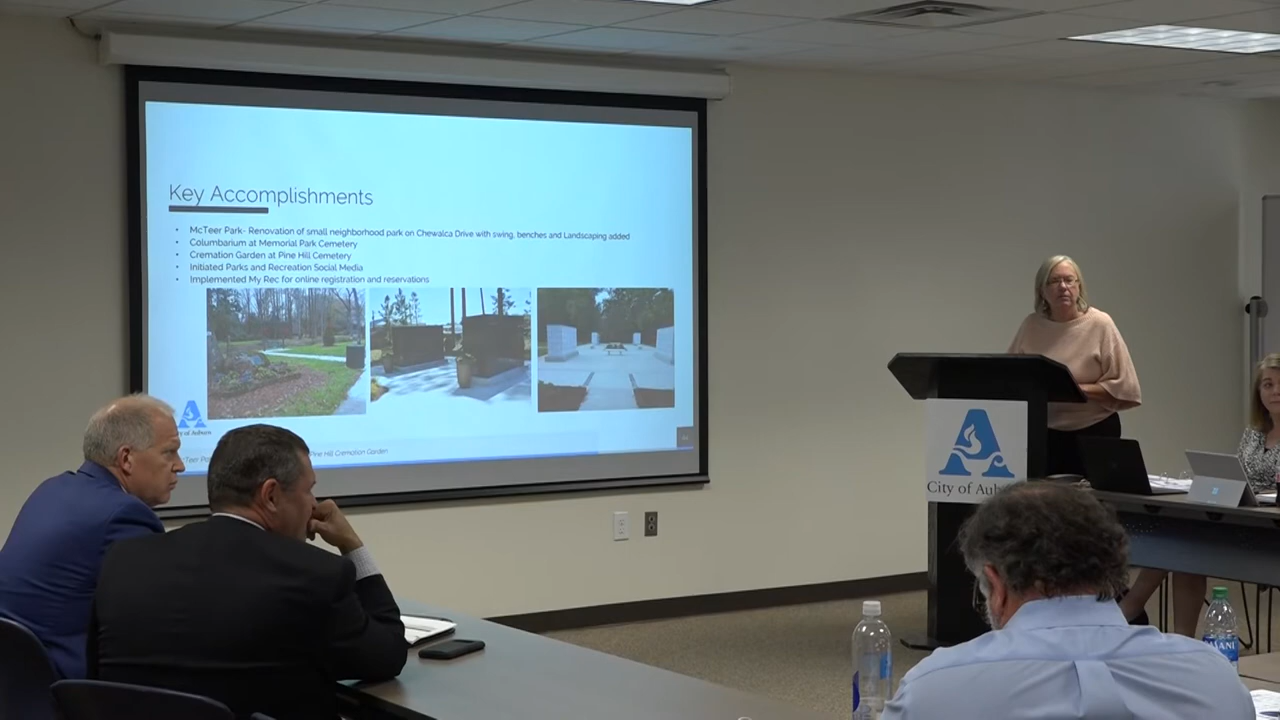 Key Accomplishments
• McTeer Park- Renovation of small neighborhood park on Chewalca Drive with swing, benches and Landscaping added
• Columbarium at Memorial Park Cemetery
• Cremation Garden at Pine Hill Cemetery
• Initiated Parks and Recreation Social Media
• Implemented My Rec for online registration and reservations
of Auburn
Pine Hill Cremation Garden
City of Aub